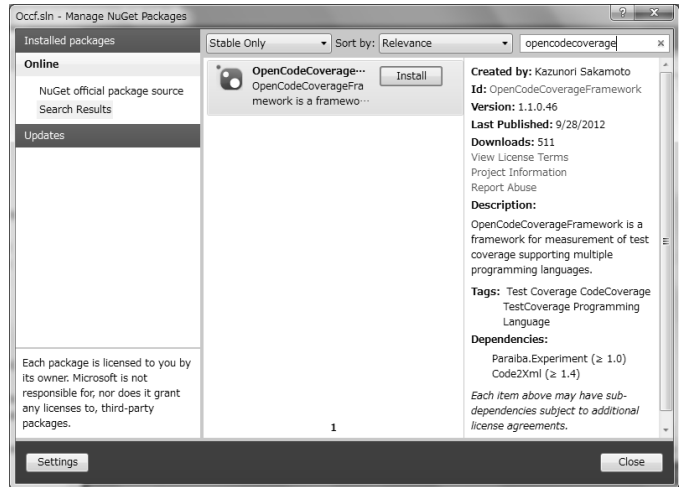 Occf.sln - Manage NuGet Packages
Installed packages
Online
NuGet official package source
Search Results
Updates
Each package is licensed to you by
its owner. Microsoft is not
responsible for, nor does it grant
any licenses to, third-party
packages.
Settings
Stable Only
Sort by: Relevance
OpenCodeCoverage…
Install
OpenCodeCoverageFra
mework is a framewo…
1
opencodecoverage
Created by: Kazunori Sakamoto
Id: OpenCodeCoverageFramework
Version: 1.1.0.46
Last Published: 9/28/2012
Downloads: 511
View License Terms
Project Information
Report Abuse
Description:
OpenCodeCoverageFramework is a
framework for measurement of test
coverage supporting multiple
programming languages.
Tags: Test Coverage CodeCoverage
TestCoverage Programming
Language
Dependencies:
Paraiba.Experiment (≥ 1.0)
Code2Xml (≥ 1.4)
Each item above may have sub-
dependencies subject to additional
license agreements.
Close